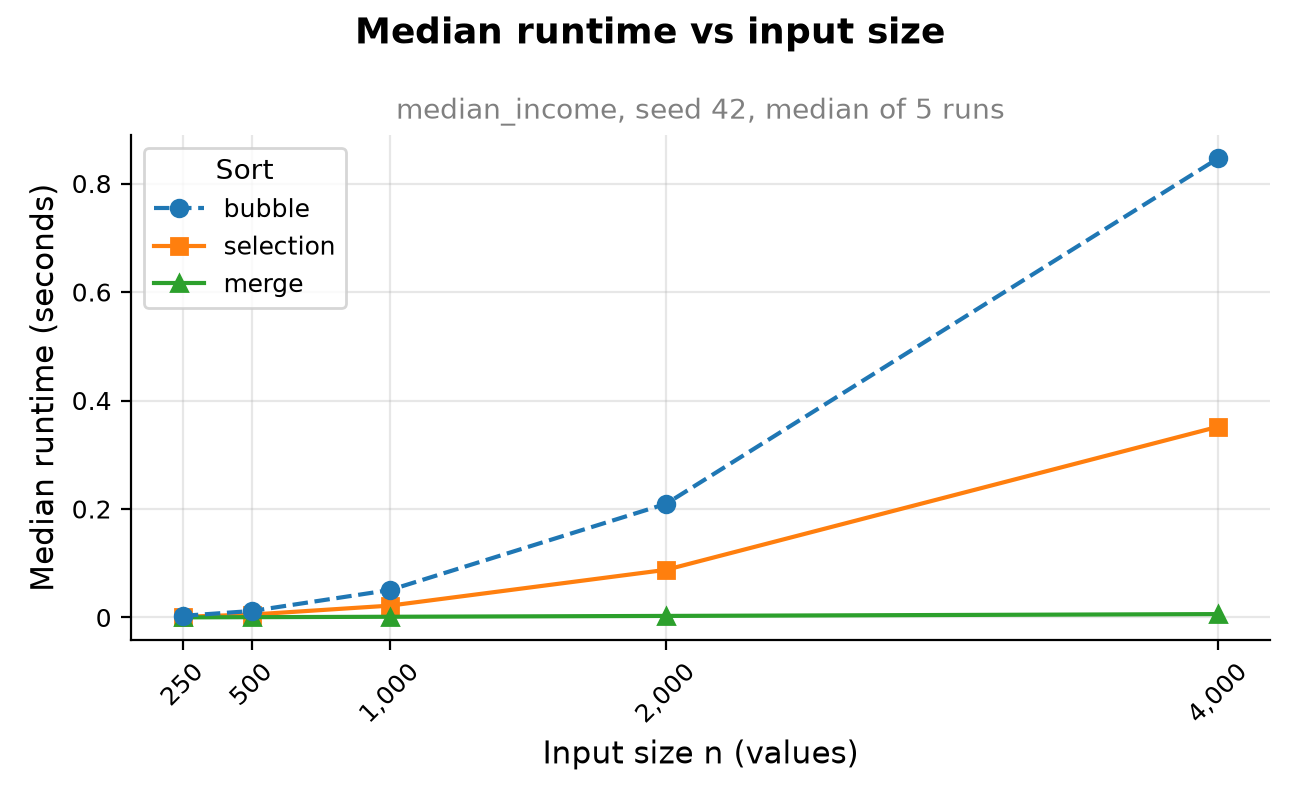 Median runtime vs input size
median_income, seed 42, median of 5 runs
Sort
bubble
selection
merge
Median runtime (seconds)
0.8
0.6
0.4
0.2
0
250
500
1,000
2,000
4,000
Input size n (values)